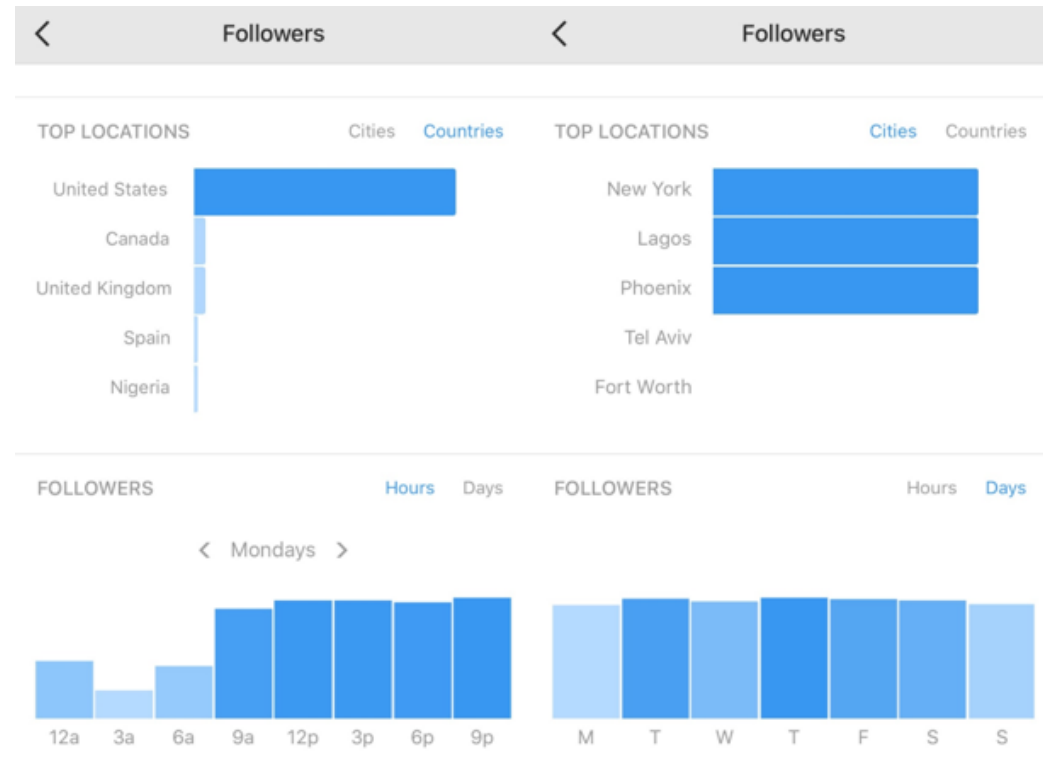 Followers
TOP LOCATIONS Cities Countries
United States
Canada
United Kingdom
Spain
Nigeria
FOLLOWERS Hours Days
< Mondays >
12a 3a 6a 9a 12p 3p 6p 9p
Followers
TOP LOCATIONS Cities Countries
New York
Lagos
Phoenix
Tel Aviv
Fort Worth
FOLLOWERS Hours Days
M T W T F S S